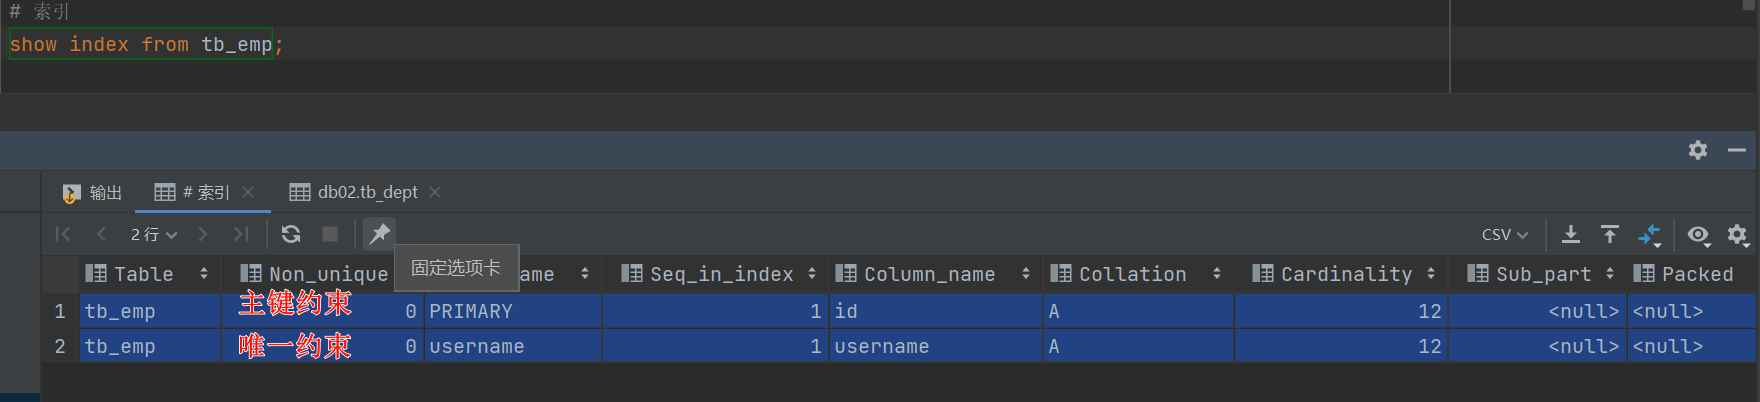 # 索引
show index from tb_emp;
输出 # 索引 db02.tb_dept
2 行 CSV
固定选项卡
Table Non_unique ame Seq_in_index Column_name Collation Cardinality Sub_part Packed
1 tb_emp 主键约束 0 PRIMARY 1 id A 12 <null> <null>
2 tb_emp 唯一约束 0 username 1 username A 12 <null> <null>